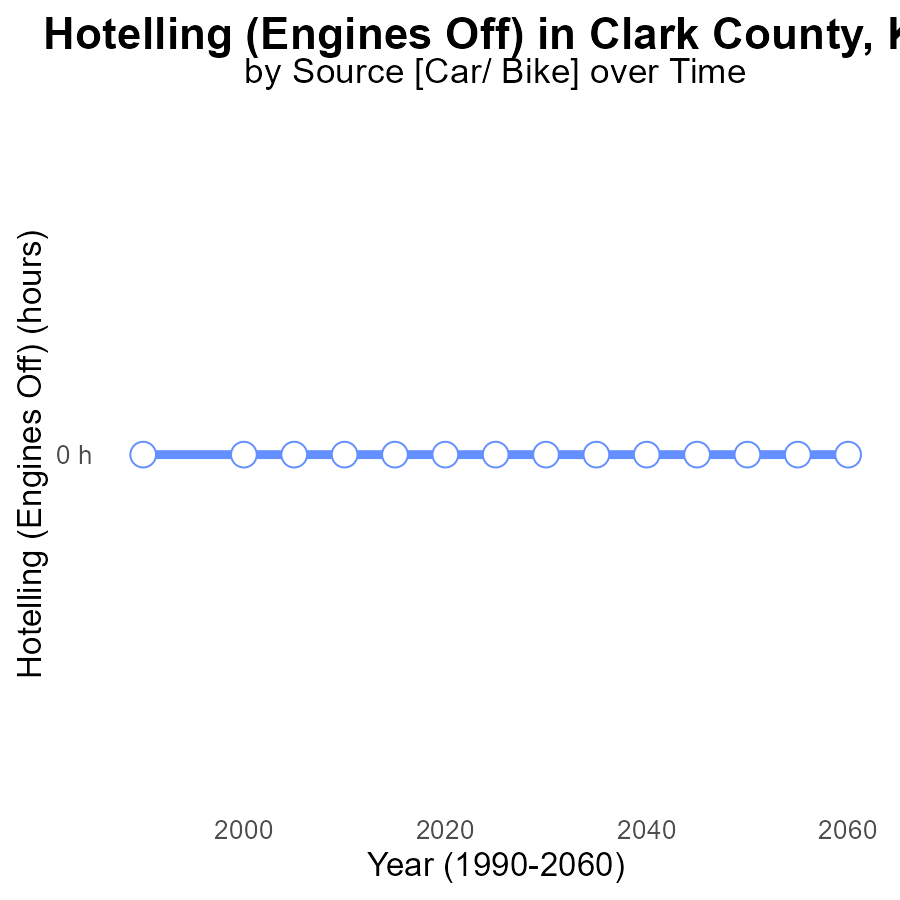 Hotelling (Engines Off) in Clark County,
by Source [Car/ Bike] over Time
Hotelling (Engines Off) (hours)
0 h
2000
2020
2040
2060
Year (1990-2060)